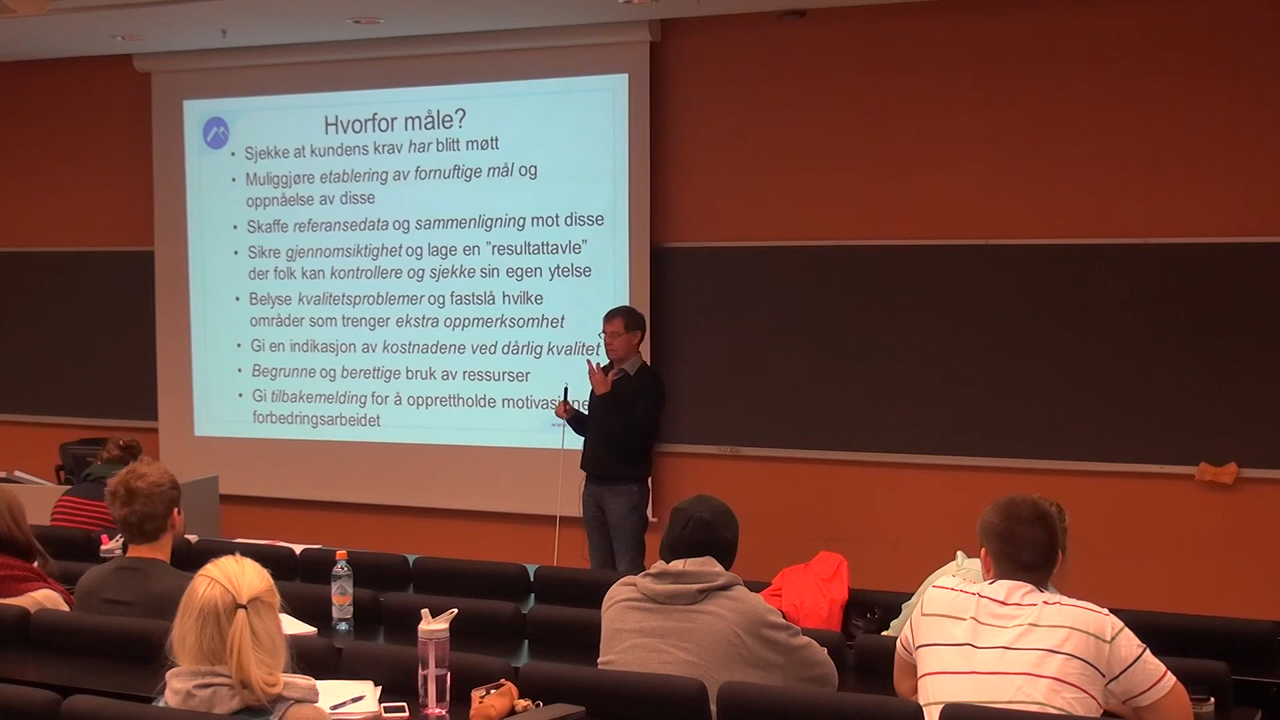 Hvorfor måle?
• Sjekke at kundens krav har blitt møtt
• Muliggjøre etablering av fornuftige mål og
oppnåelse av disse
• Skaffe referansedata og sammenligning mot disse
• Sikre gjennomsiktighet og lage en ”resultattavle”
der folk kan kontrollere og sjekke sin egen ytelse
• Belyse kvalitetsproblemer og fastslå hvilke
områder som trenger ekstra oppmerksomhet
• Gi en indikasjon av kostnadene ved dårlig kvalitet
• Begrunne og berettige bruk av ressurser
• Gi tilbakemelding for å opprettholde
forbedringsarbeidet